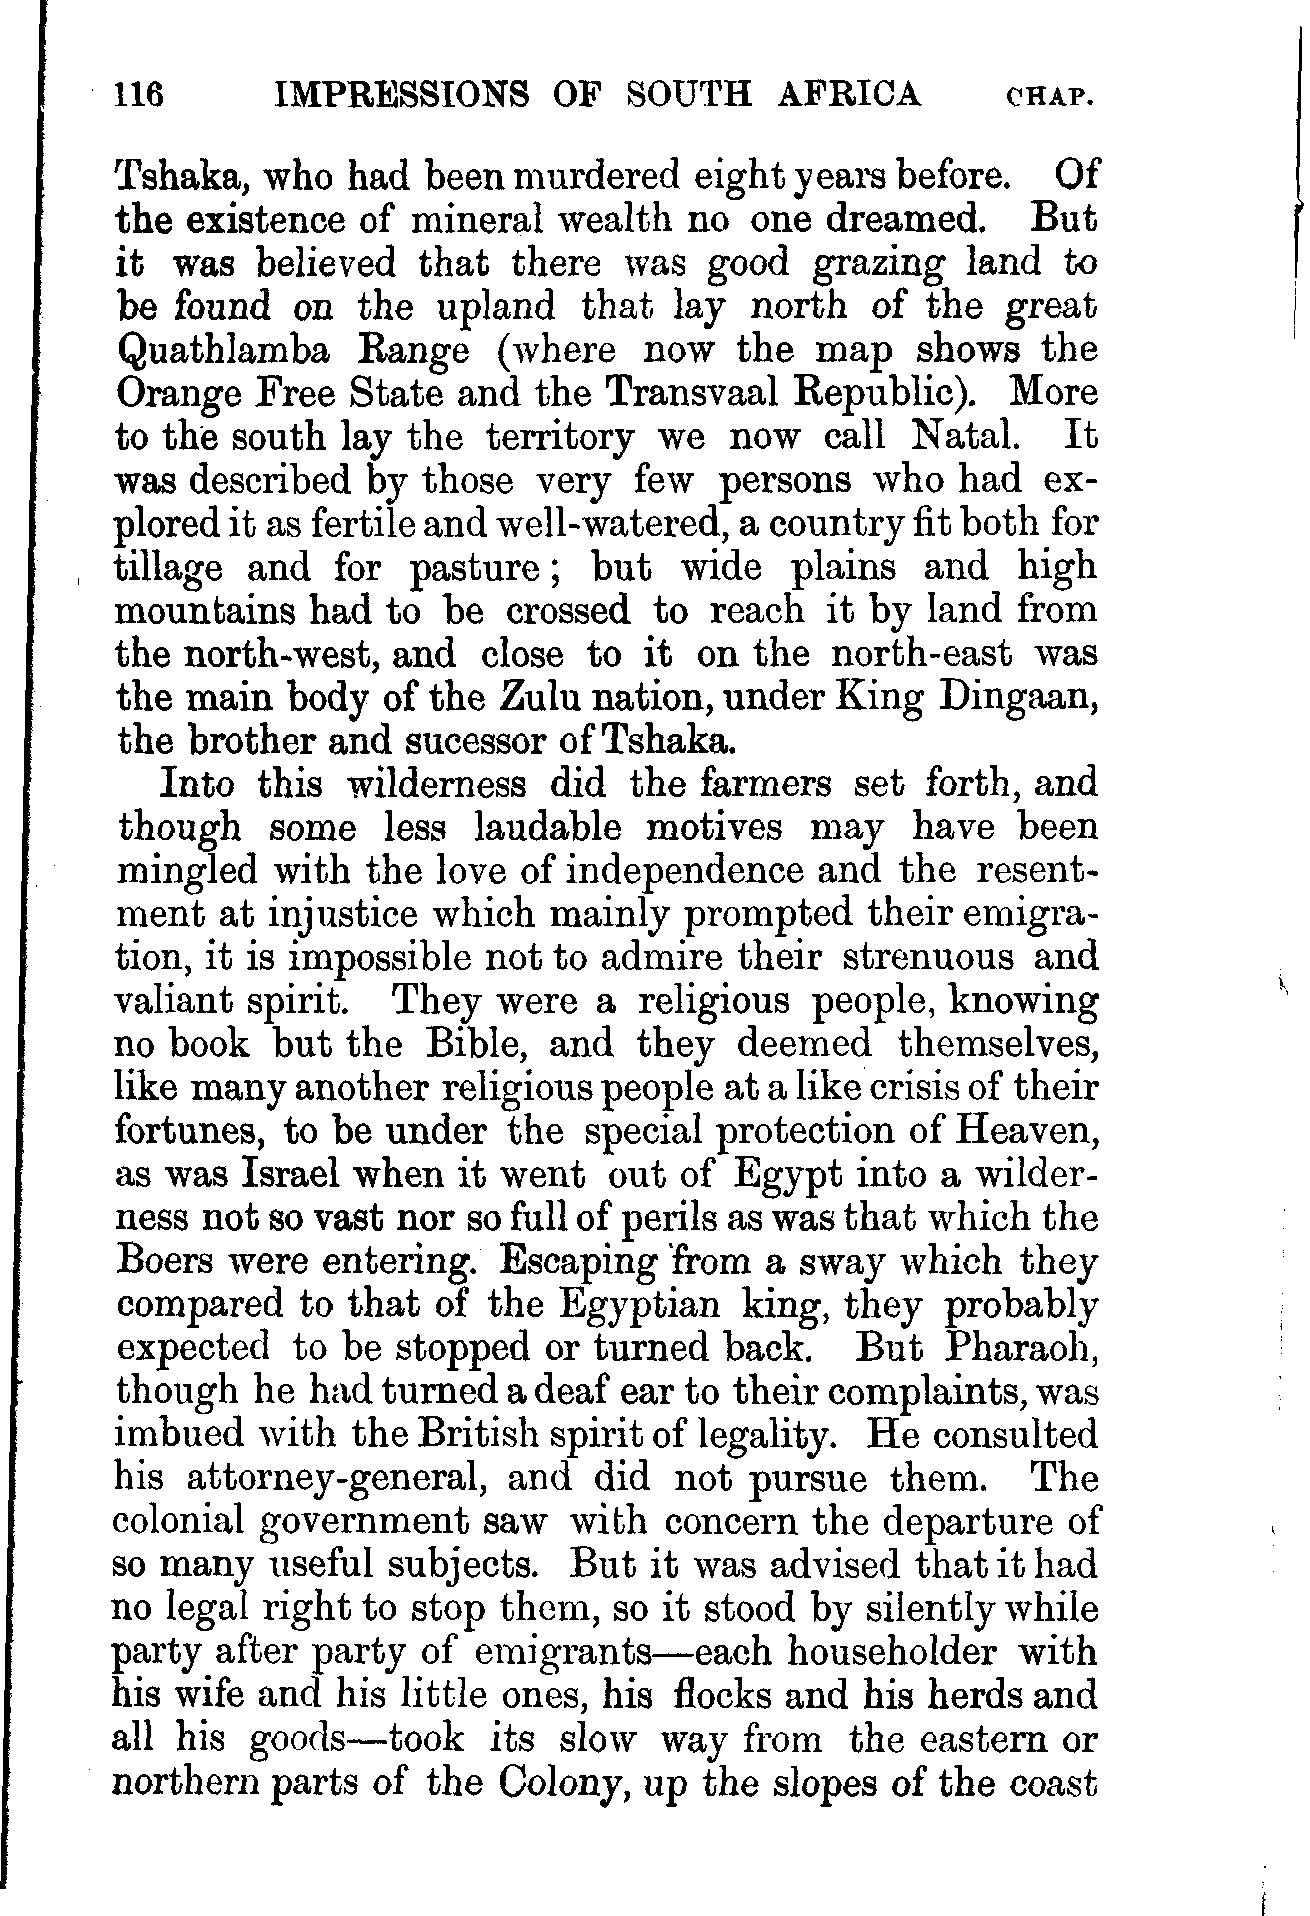 116 IMPRESSIONS OF SOUTH AFRICA CHAP.
Tshaka, who had been murdered eight years before. Of
the existence of mineral wealth no one dreamed. But
it was believed that there was good grazing land to
be found on the upland that lay north of the great
Quathlamba Range (where now the map shows the
Orange Free State and the Transvaal Republic). More
to the south lay the territory we now call Natal. It
was described by those very few persons who had ex-
plored it as fertile and well-watered, a country fit both for
tillage and for pasture; but wide plains and high
mountains had to be crossed to reach it by land from
the north-west, and close to it on the north-east was
the main body of the Zulu nation, under King Dingaan,
the brother and sucessor of Tshaka.
Into this wilderness did the farmers set forth, and
though some less laudable motives may have been
mingled with the love of independence and the resent-
ment at injustice which mainly prompted their emigra-
tion, it is impossible not to admire their strenuous and
valiant spirit. They were a religious people, knowing
no book but the Bible, and they deemed themselves,
like many another religious people at a like crisis of their
fortunes, to be under the special protection of Heaven,
as was Israel when it went out of Egypt into a wilder-
ness not so vast nor so full of perils as was that which the
Boers were entering. Escaping from a sway which they
compared to that of the Egyptian king, they probably
expected to be stopped or turned back. But Pharaoh,
though he had turned a deaf ear to their complaints, was
imbued with the British spirit of legality. He consulted
his attorney-general, and did not pursue them. The
colonial government saw with concern the departure of
so many useful subjects. But it was advised that it had
no legal right to stop them, so it stood by silently while
party after party of emigrants—each householder with
his wife and his little ones, his flocks and his herds and
all his goods—took its slow way from the eastern or
northern parts of the Colony, up the slopes of the coast